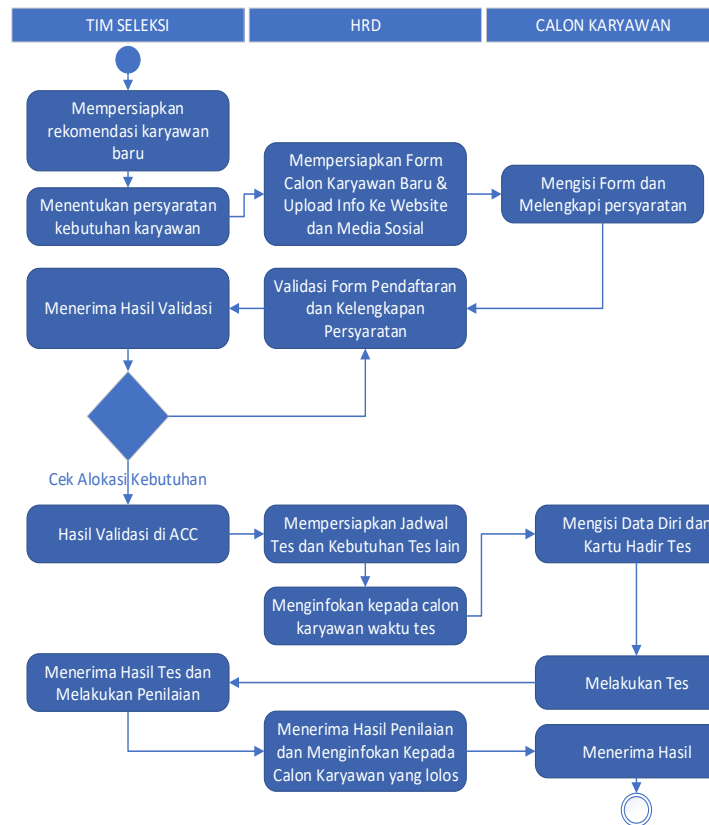 TIM SELEKSI
HRD
CALON KARYAWAN
Mempersiapkan
rekomendasi karyawan
baru
Menentukan persyaratan
kebutuhan karyawan
Mempersiapkan Form
Calon Karyawan Baru &
Upload Info Ke Website
dan Media Sosial
Mengisi Form dan
Melengkapi persyaratan
Menerima Hasil Validasi
Validasi Form Pendaftaran
dan Kelengkapan
Persyaratan
Cek Alokasi Kebutuhan
Hasil Validasi di ACC
Mempersiapkan Jadwal
Tes dan Kebutuhan Tes lain
Menginfokan kepada calon
karyawan waktu tes
Mengisi Data Diri dan
Kartu Hadir Tes
Menerima Hasil Tes dan
Melakukan Penilaian
Melakukan Tes
Menerima Hasil Penilaian
dan Menginfokan Kepada
Calon Karyawan yang lolos
Menerima Hasil